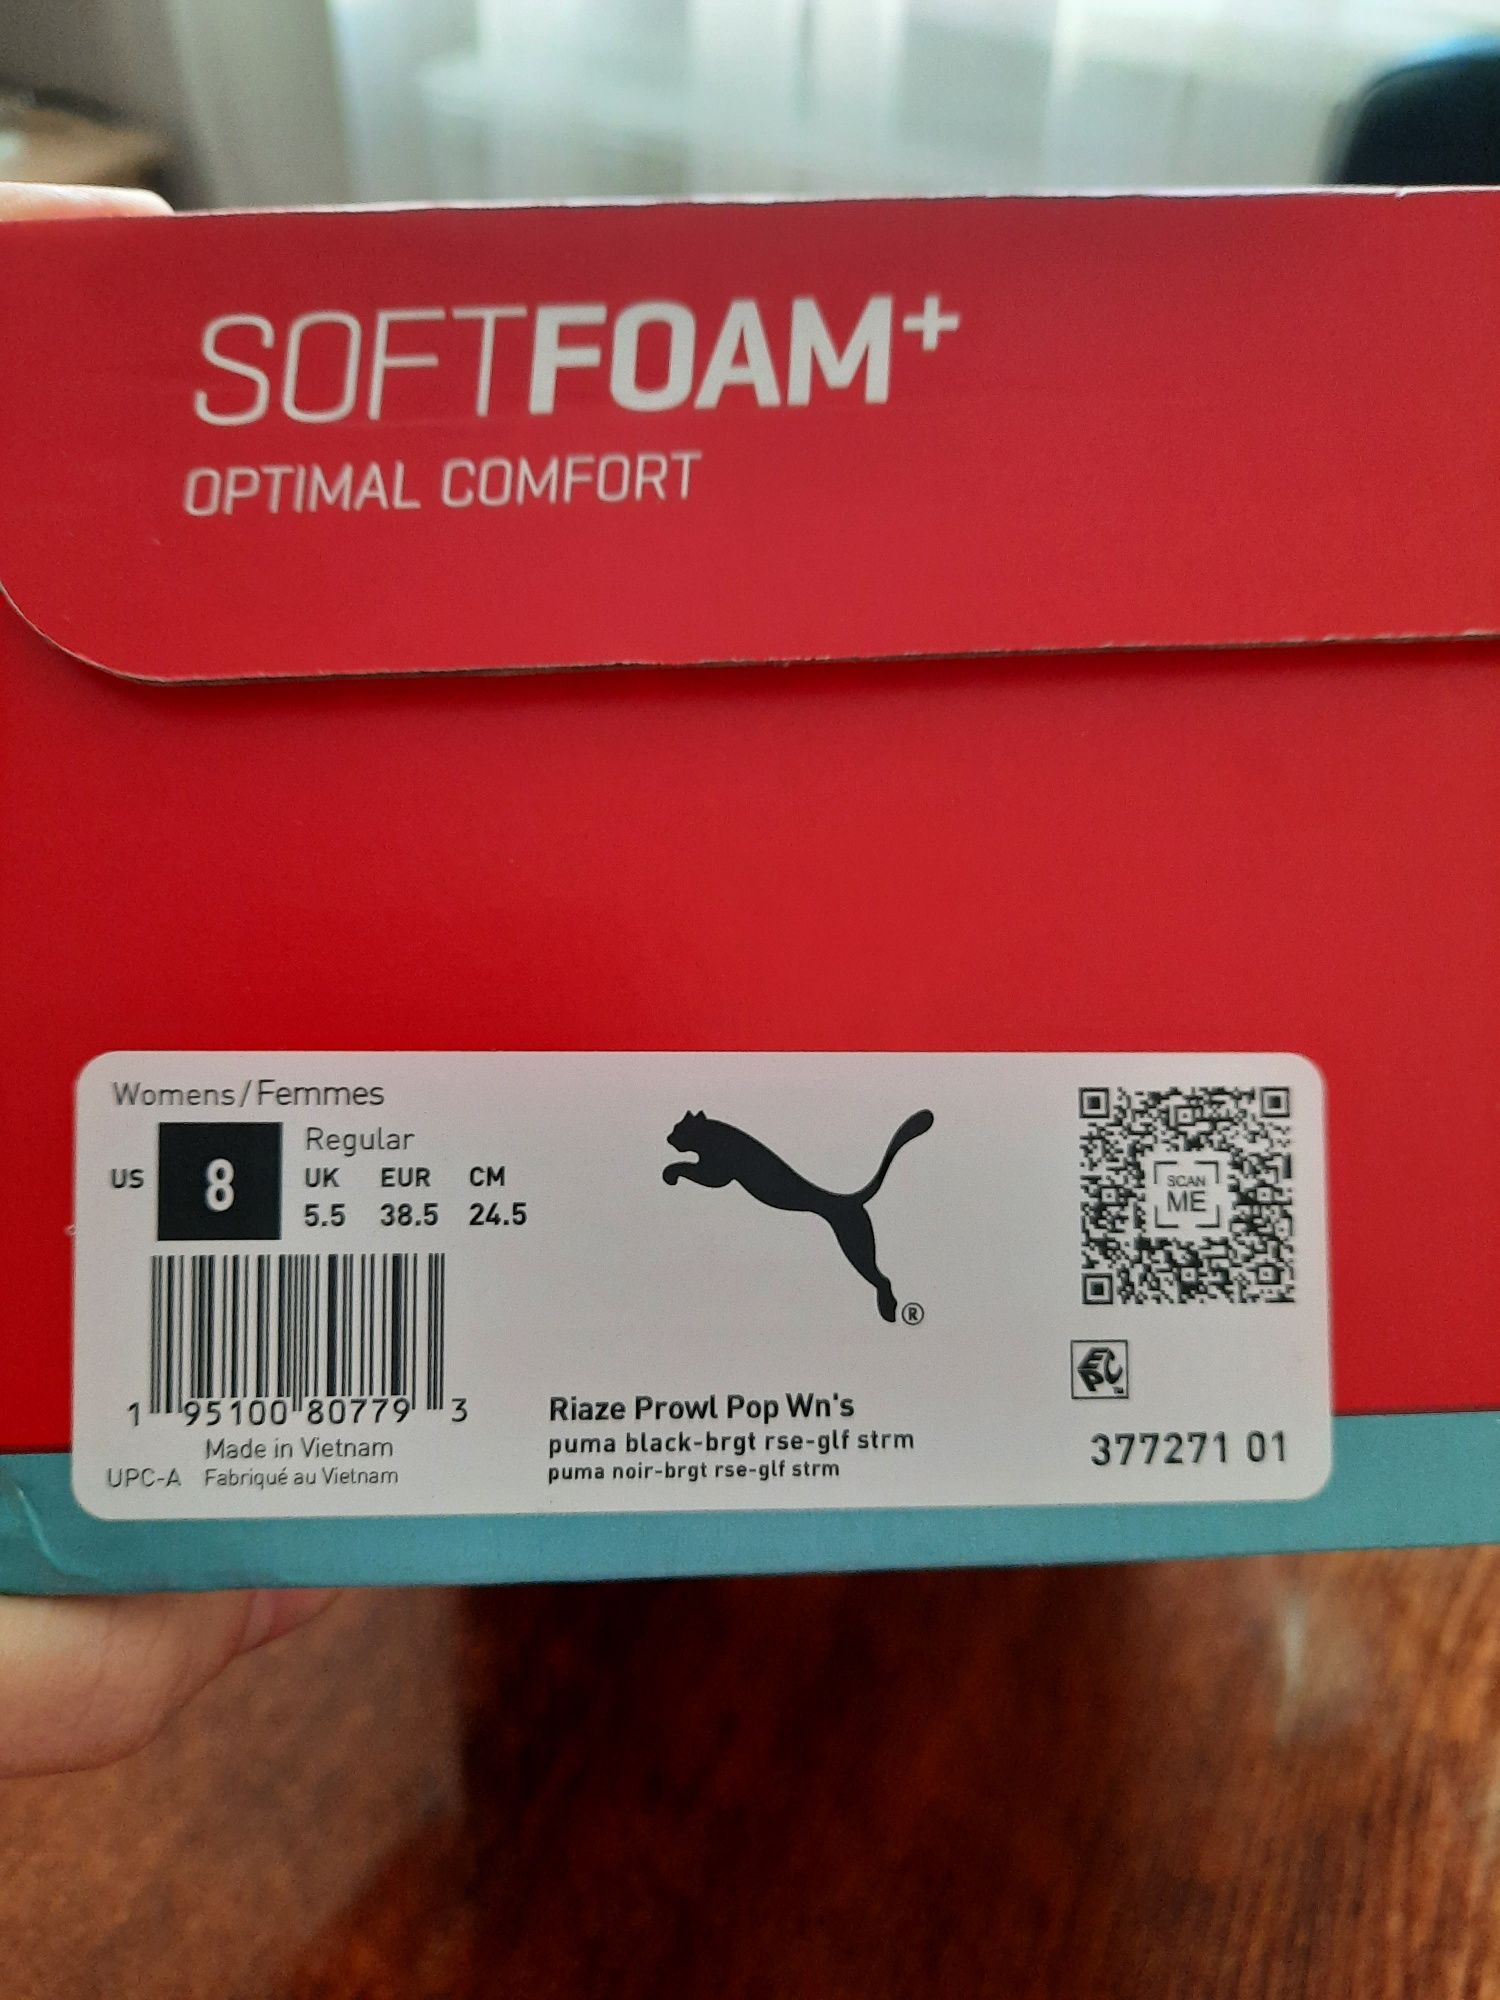 SOFTFOAM+
OPTIMAL COMFORT
Womens/Femmes
US 8 Regular
UK EUR CM
5.5 38.5 24.5
®
SCAN
ME
EPC™
1 95100 80779 3
Made in Vietnam
UPC-A Fabriqué au Vietnam
Riaze Prowl Pop Wn's
puma black-brgt rse-glf strm
puma noir-brgt rse-glf strm
377271 01